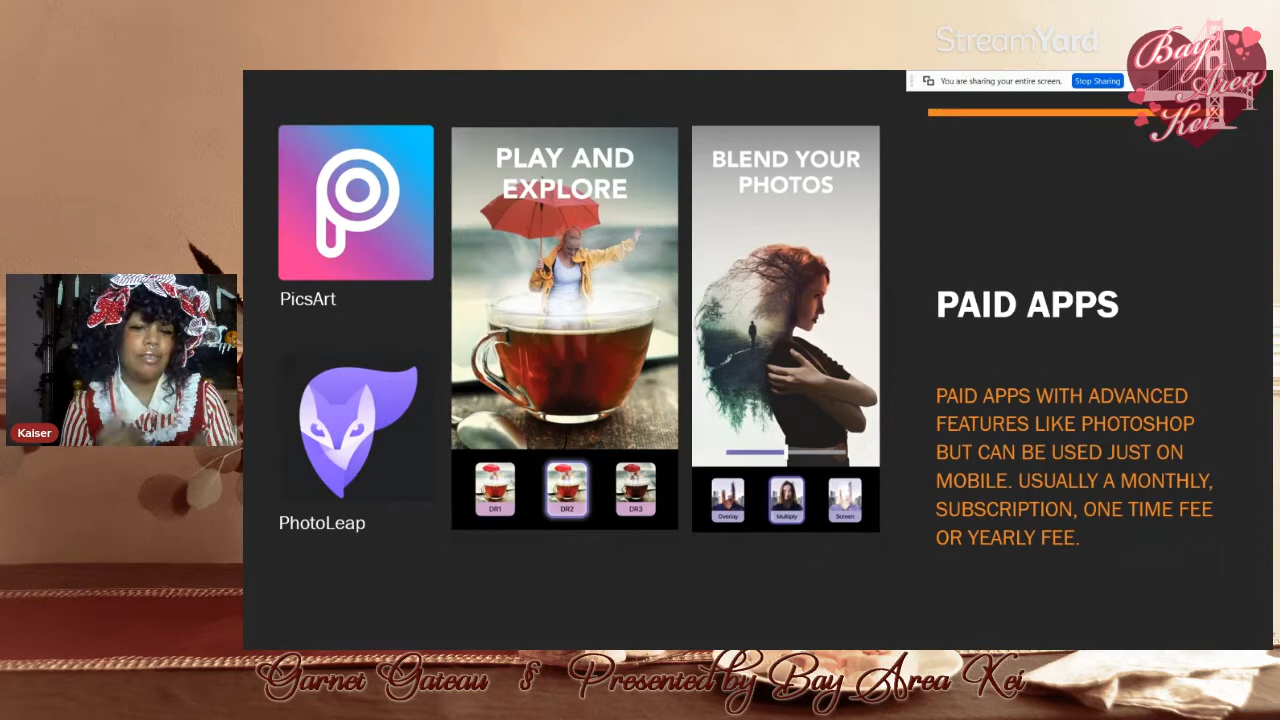 StreamYard
Bay
Area
Kei
You are sharing your entire screen.
Stop Sharing
PLAY AND
EXPLORE
BLEND YOUR
PHOTOS
PicsArt
PhotoLeap
DR1
DR2
DR3
Overlay
Multiply
Screen
PAID APPS
PAID APPS WITH ADVANCED
FEATURES LIKE PHOTOSHOP
BUT CAN BE USED JUST ON
MOBILE. USUALLY A MONTHLY,
SUBSCRIPTION, ONE TIME FEE
OR YEARLY FEE.
Kaiser
Garnet Gateau § Presented by Bay Area Kei